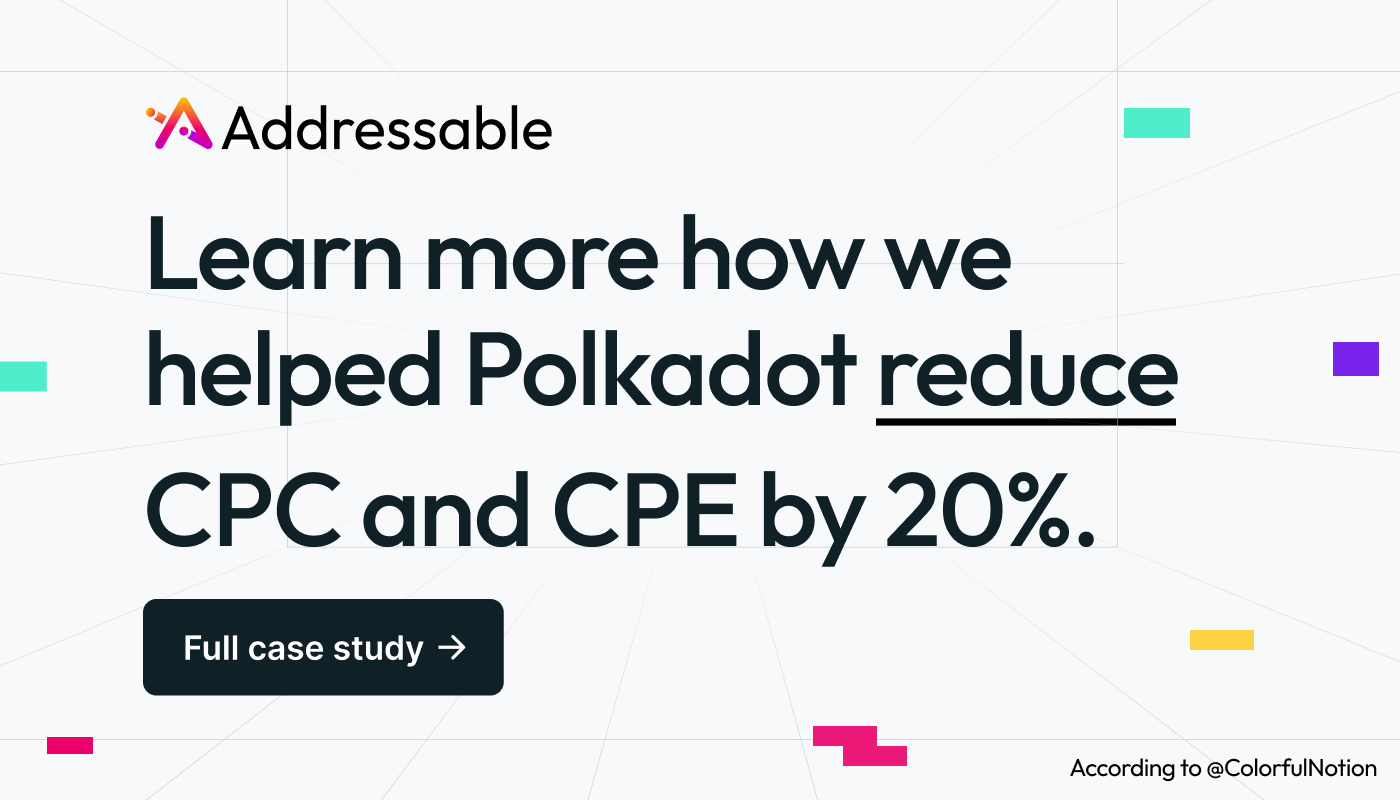 Addressable
Learn more how we
helped Polkadot reduce
CPC and CPE by 20%.
Full case study →
According to @ColorfulNotion